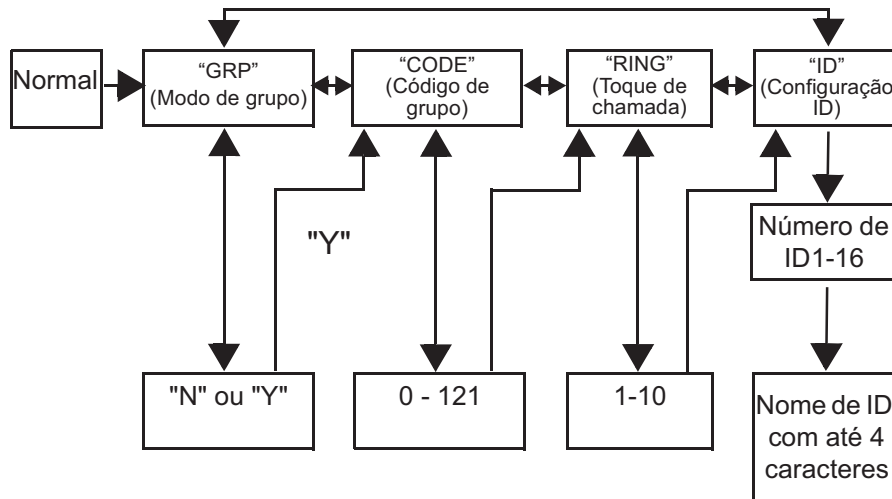 Normal
“GRP”
(Modo de grupo)
“CODE”
(Código de
grupo)
“RING”
(Toque de
chamada)
“ID”
(Configuração
ID)
"Y"
Número de
ID1-16
"N" ou "Y"
0 - 121
1-10
Nome de ID
com até 4
caracteres